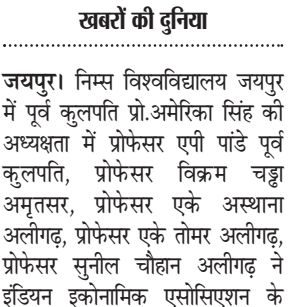 खबरों की दुनिया
जयपुर। निम्स विश्वविद्यालय जयपुर
में पूर्व कुलपति प्रो.अमेरिका सिंह की
अध्यक्षता में प्रोफेसर एपी पांडे पूर्व
कुलपति, प्रोफेसर विक्रम चड्ढा
अमृतसर, प्रोफेसर एके अस्थाना
अलीगढ़, प्रोफेसर एके तोमर अलीगढ़,
प्रोफेसर सुनील चौहान अलीगढ़ ने
इंडियन इकोनामिक एसोसिएशन के